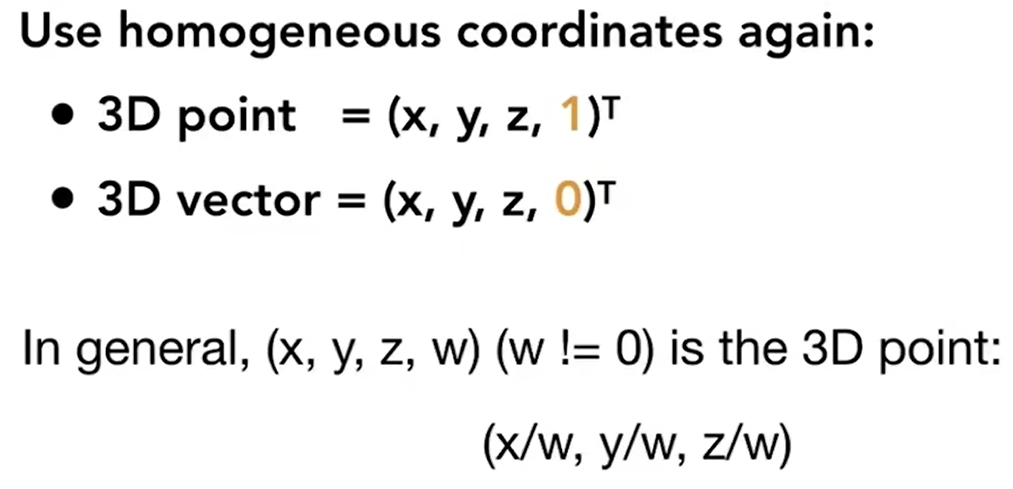 Use homogeneous coordinates again:
• 3D point = (x, y, z, 1)ᵀ
• 3D vector = (x, y, z, 0)ᵀ
In general, (x, y, z, w) (w != 0) is the 3D point:
(x/w, y/w, z/w)